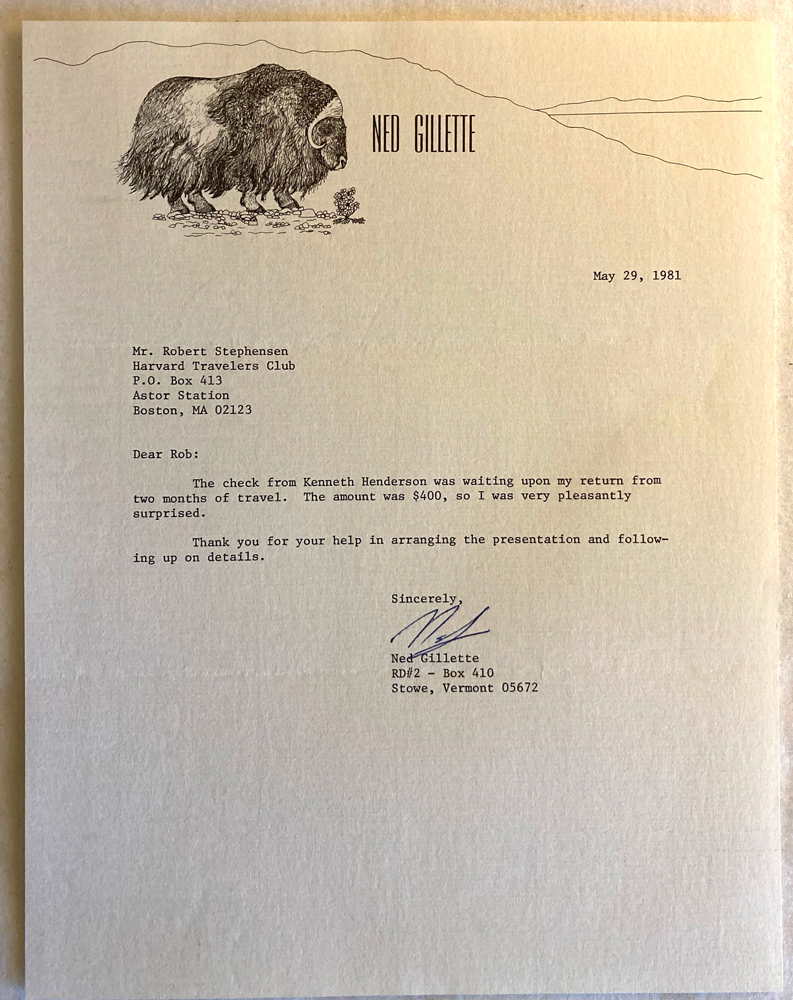 NED GILLETTE
May 29, 1981
Mr. Robert Stephensen
Harvard Travelers Club
P.O. Box 413
Astor Station
Boston, MA 02123
Dear Rob:
The check from Kenneth Henderson was waiting upon my return from
two months of travel. The amount was $400, so I was very pleasantly
surprised.
Thank you for your help in arranging the presentation and follow-
ing up on details.
Sincerely,
Ned
Ned Gillette
RD#2 - Box 410
Stowe, Vermont 05672